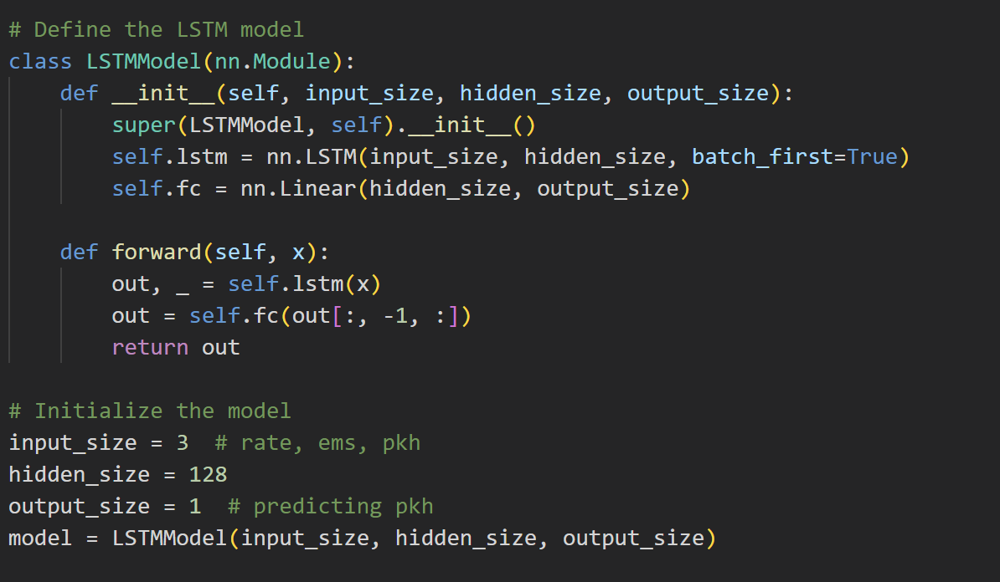 # Define the LSTM model
class LSTMModel(nn.Module):
    def __init__(self, input_size, hidden_size, output_size):
        super(LSTMModel, self).__init__()
        self.lstm = nn.LSTM(input_size, hidden_size, batch_first=True)
        self.fc = nn.Linear(hidden_size, output_size)

    def forward(self, x):
        out, _ = self.lstm(x)
        out = self.fc(out[:, -1, :])
        return out

# Initialize the model
input_size = 3  # rate, ems, pkh
hidden_size = 128
output_size = 1  # predicting pkh
model = LSTMModel(input_size, hidden_size, output_size)